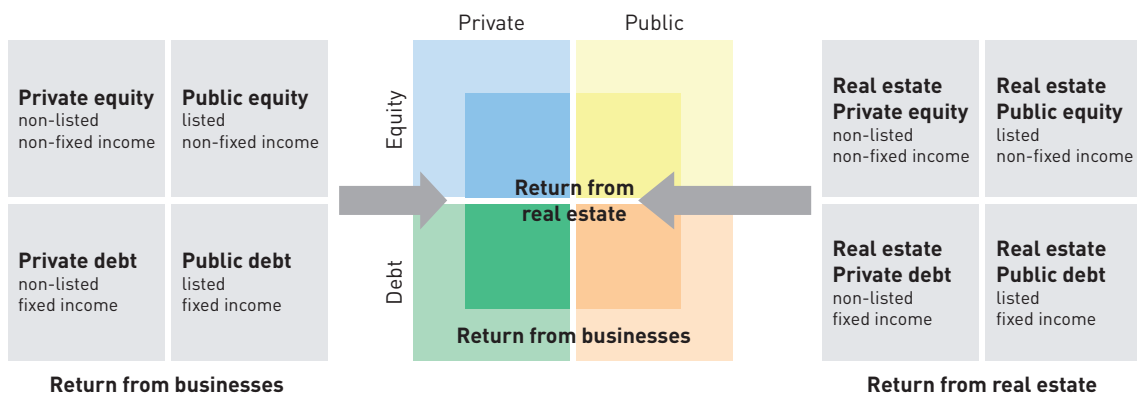 Private
Public
Private equity
non-listed
non-fixed income
Public equity
listed
non-fixed income
Private debt
non-listed
fixed income
Public debt
listed
fixed income
Return from businesses
Equity
Debt
Return from
real estate
Return from businesses
Real estate
Private equity
non-listed
non-fixed income
Real estate
Public equity
listed
non-fixed income
Real estate
Private debt
non-listed
fixed income
Real estate
Public debt
listed
fixed income
Return from real estate